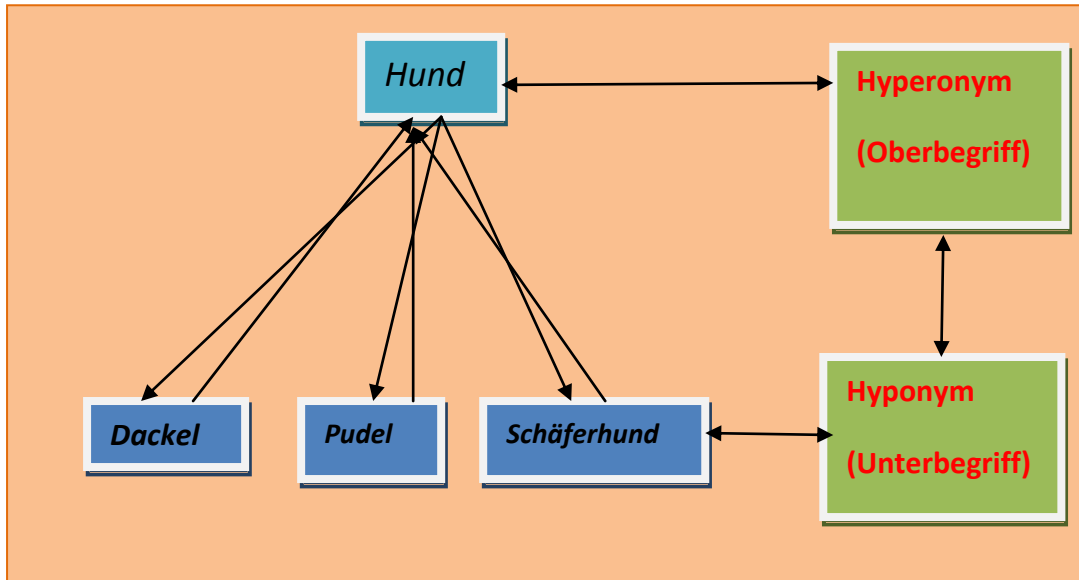 Hund
Hyperonym
(Oberbegriff)
Dackel
Pudel
Schäferhund
Hyponym
(Unterbegriff)